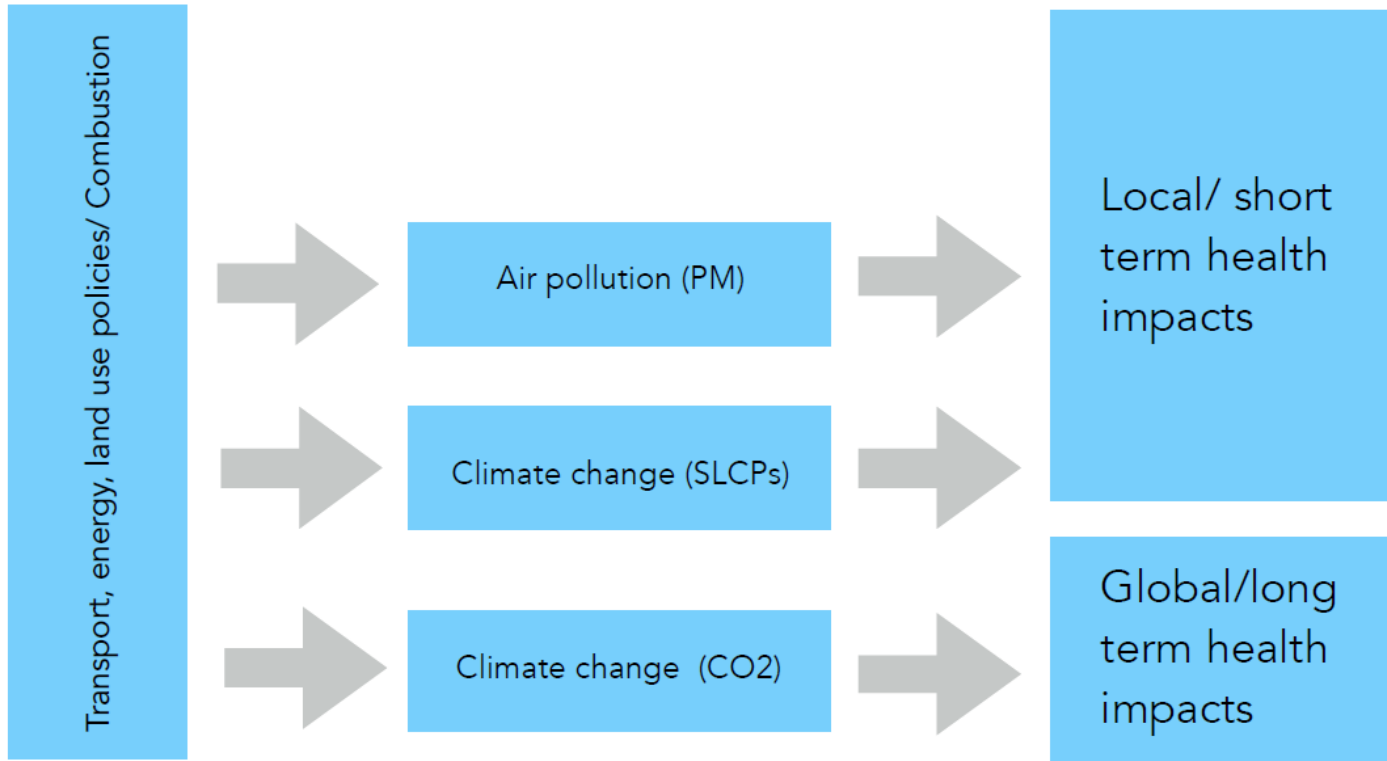 Transport, energy, land use policies/ Combustion
Air pollution (PM)
Climate change (SLCPs)
Climate change  (CO2)
Local/ short
term health
impacts
Global/long
term health
impacts